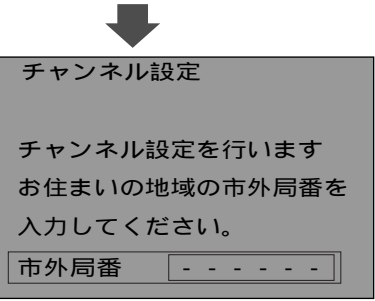 チャンネル設定
チャンネル設定を行います
お住まいの地域の市外局番を
入力してください。
市外局番 - - - - - -